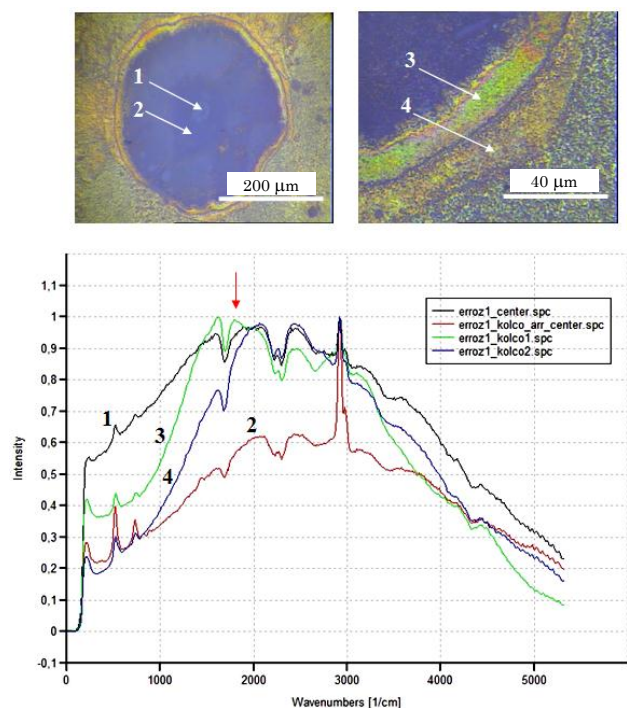 1
2
200 μm
3
4
40 μm
1,1
1
0,9
0,8
0,7
0,6
0,5
0,4
0,3
0,2
0,1
0
-0,1
Intensity
erroz1_center.spc
erroz1_kolco_arr_center.spc
erroz1_kolco1.spc
erroz1_kolco2.spc
1
3
4
2
0 1000 2000 3000 4000 5000
Wavenumbers [1/cm]